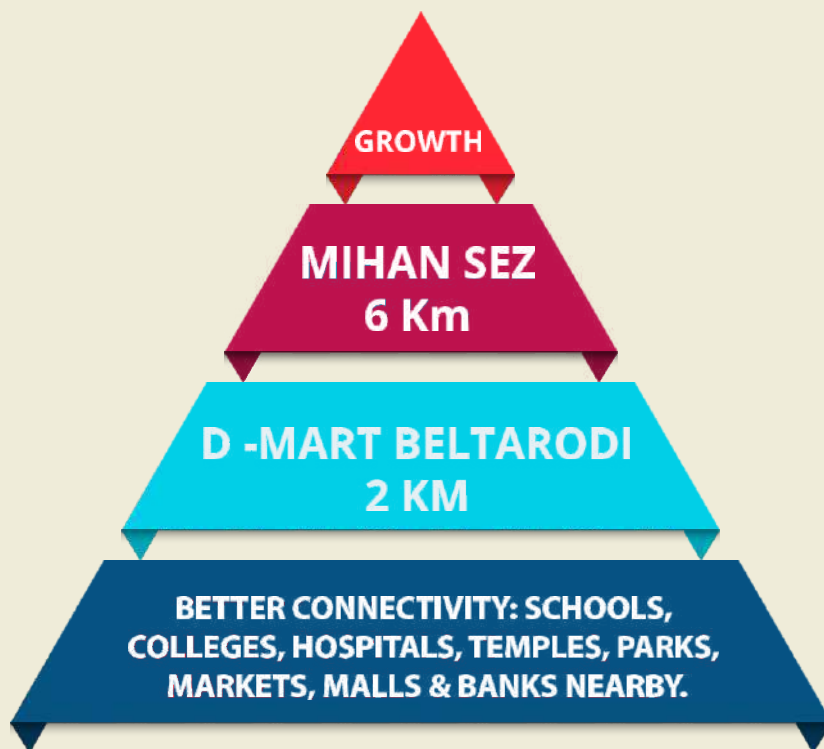 GROWTH
MIHAN SEZ
6 Km
D -MART BELTARODI
2 KM
BETTER CONNECTIVITY: SCHOOLS,
COLLEGES, HOSPITALS, TEMPLES, PARKS,
MARKETS, MALLS & BANKS NEARBY.